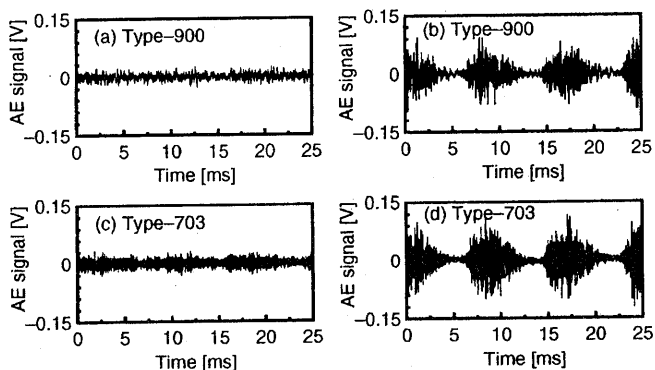 (a) Type–900
AE signal [V]
0.15
0
–0.15
0 5 10 15 20 25
Time [ms]
(b) Type–900
AE signal [V]
0.15
0
–0.15
0 5 10 15 20 25
Time [ms]
(c) Type–703
AE signal [V]
0.15
0
–0.15
0 5 10 15 20 25
Time [ms]
(d) Type–703
AE signal [V]
0.15
0
–0.15
0 5 10 15 20 25
Time [ms]